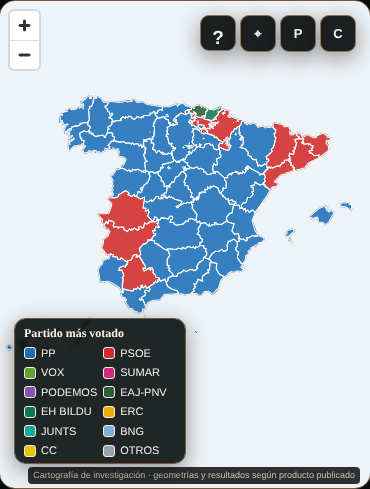 +
−
?
⌖
P
C
Partido más votado
PP
PSOE
VOX
SUMAR
PODEMOS
EAJ-PNV
EH BILDU
ERC
JUNTS
BNG
CC
OTROS
Cartografía de investigación · geometrías y resultados según producto publicado